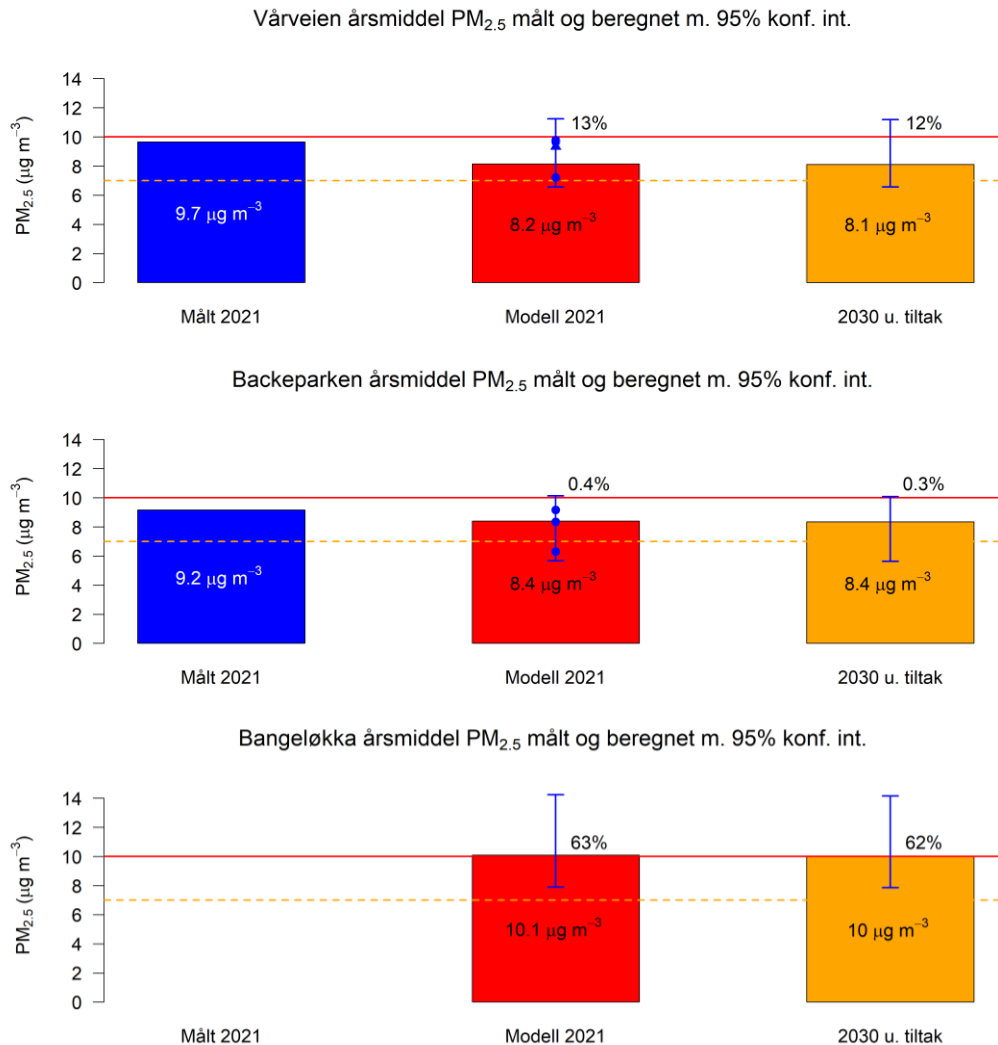 Vårveien årsmiddel PM2.5 målt og beregnet m. 95% konf. int.
PM2.5 (µg m−3)
14
12
10
8
6
4
2
0
13%
12%
9.7 µg m−3
8.2 µg m−3
8.1 µg m−3
Målt 2021
Modell 2021
2030 u. tiltak
Backeparken årsmiddel PM2.5 målt og beregnet m. 95% konf. int.
PM2.5 (µg m−3)
14
12
10
8
6
4
2
0
0.4%
0.3%
9.2 µg m−3
8.4 µg m−3
8.4 µg m−3
Målt 2021
Modell 2021
2030 u. tiltak
Bangeløkka årsmiddel PM2.5 målt og beregnet m. 95% konf. int.
PM2.5 (µg m−3)
14
12
10
8
6
4
2
0
63%
62%
10.1 µg m−3
10 µg m−3
Målt 2021
Modell 2021
2030 u. tiltak